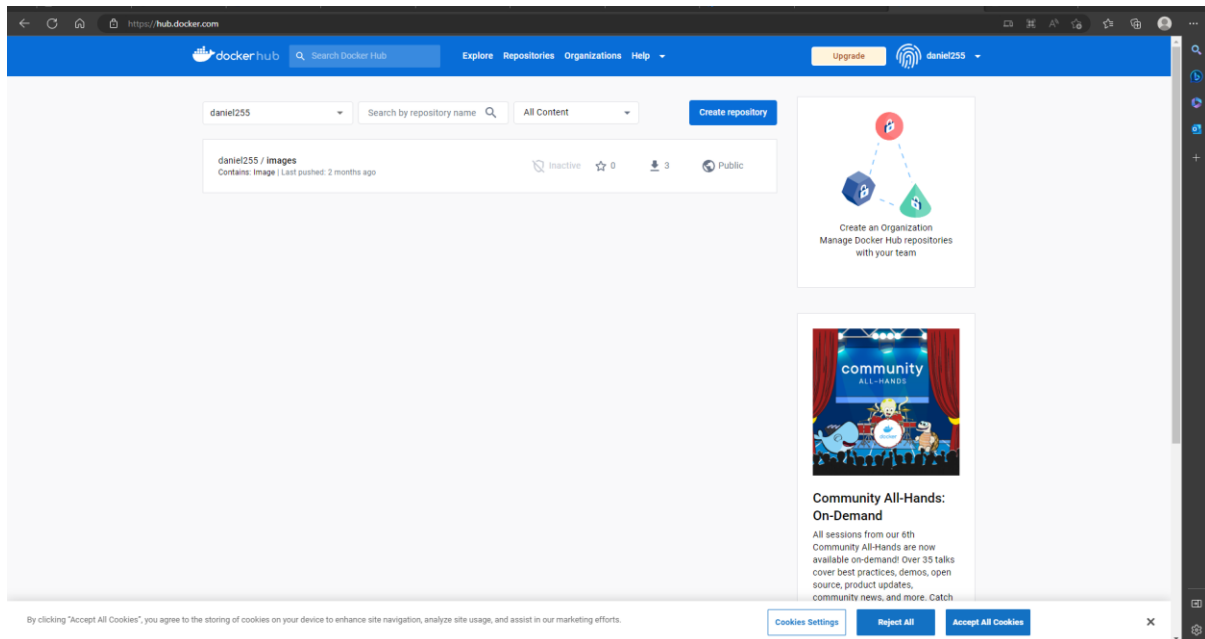 https://hub.docker.com
dockerhub Search Docker Hub Explore Repositories Organizations Help Upgrade daniel255
daniel255 Search by repository name All Content Create repository
daniel255 / images
Contains: Image | Last pushed: 2 months ago
Inactive 0 3 Public
Create an Organization
Manage Docker Hub repositories
with your team
community
ALL-HANDS
docker
Community All-Hands:
On-Demand
All sessions from our 6th
Community All-Hands are now
available on-demand! Over 35 talks
cover best practices, demos, open
source, product updates,
community news, and more. Catch
By clicking "Accept All Cookies", you agree to the storing of cookies on your device to enhance site navigation, analyze site usage, and assist in our marketing efforts.
Cookies Settings Reject All Accept All Cookies